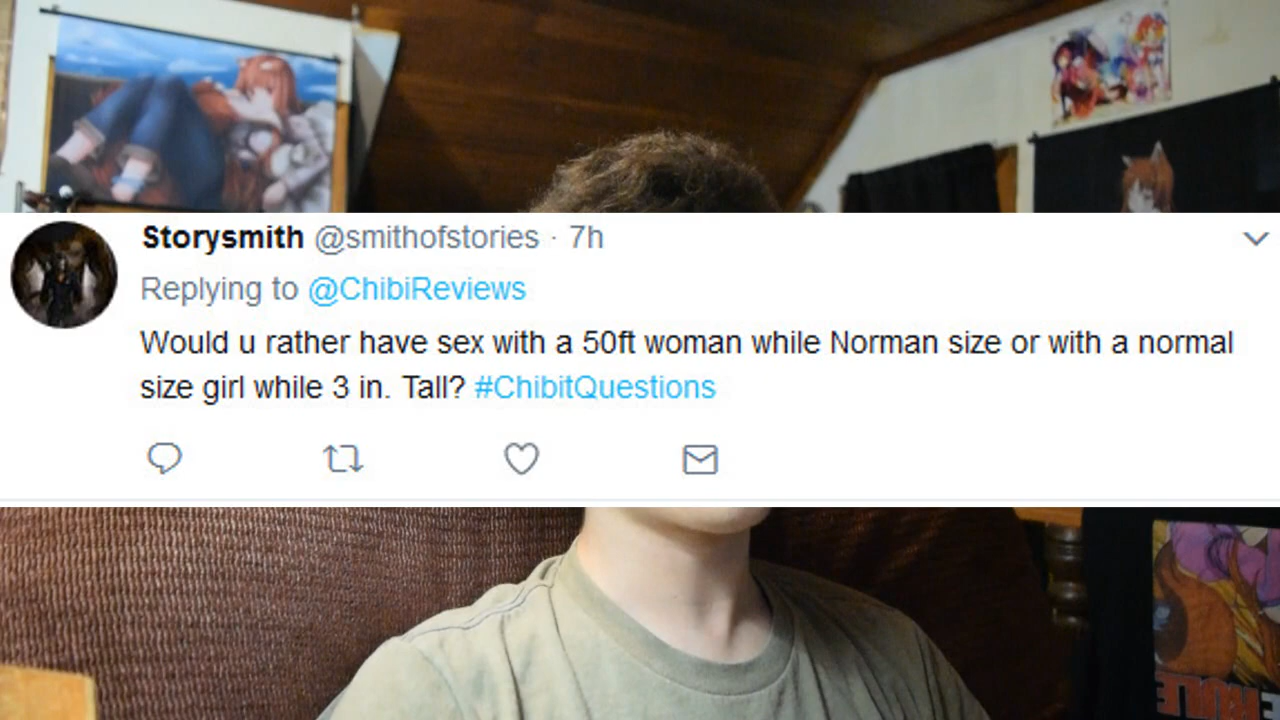 Storysmith @smithofstories · 7h
Replying to @ChibiReviews
Would u rather have sex with a 50ft woman while Norman size or with a normal
size girl while 3 in. Tall? #ChibitQuestions